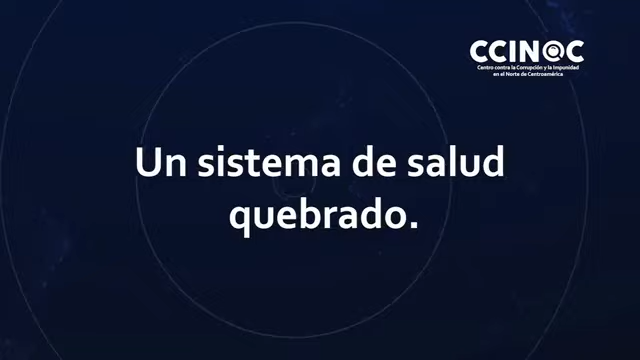 CCINOC
Centro contra la Corrupción y la Impunidad
en el Norte de Centroamérica
Un sistema de salud
quebrado.